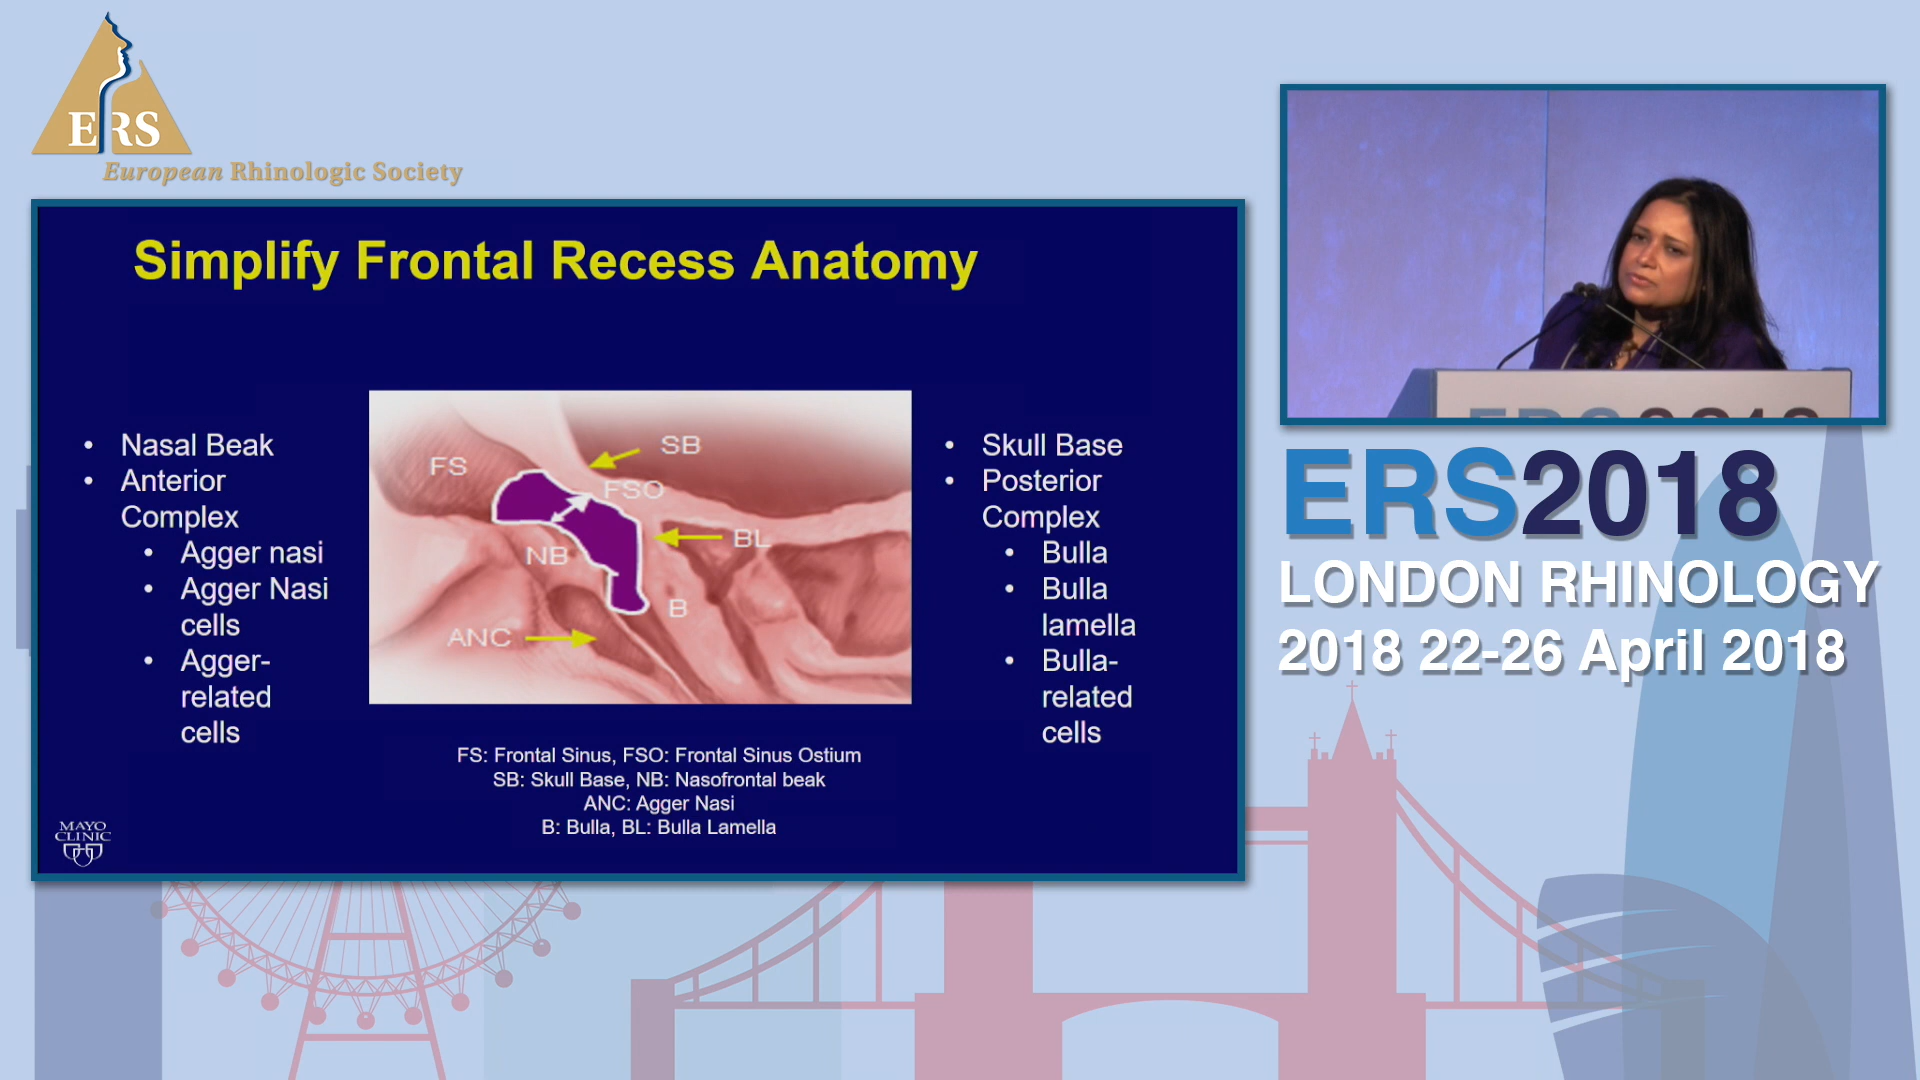 ERS
European Rhinologic Society
Simplify Frontal Recess Anatomy
• Nasal Beak
• Anterior
Complex
• Agger nasi
• Agger Nasi
cells
• Agger-
related
cells
FS
SB
FSO
NB
BL
B
ANC
• Skull Base
• Posterior
Complex
• Bulla
• Bulla
lamella
• Bulla-
related
cells
FS: Frontal Sinus, FSO: Frontal Sinus Ostium
SB: Skull Base, NB: Nasofrontal beak
ANC: Agger Nasi
B: Bulla, BL: Bulla Lamella
MAYO
CLINIC
ERS 2018
ERS2018
LONDON RHINOLOGY
2018 22-26 April 2018